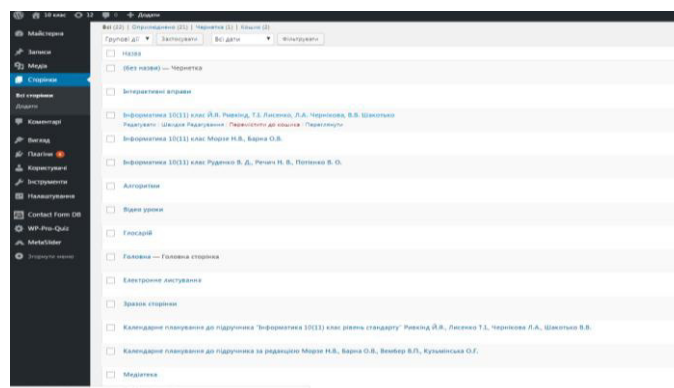 10 клас 12 0 + Додати
Майстерня
Записи
Медіа
Сторінки
Всі сторінки
Додати
Коментарі
Вигляд
Плагіни
Користувачі
Інструменти
Налаштування
Contact Form DB
WP-Pro-Quiz
MetaSlider
Згорнути меню
Всі (22) | Опубліковано (21) | Чернетка (1) | Кошик (2)
Групові дії Застосувати Всі дати Фільтрувати
Назва
(без назви) — Чернетка
Інтерактивні вправи
Інформатика 10(11) клас Й.Я. Ривкінд, Т.І. Лисенко, Л.А. Чернікова, В.В. Шакотько
Редагувати | Швидке Редагування | Перемістити до кошика | Переглянути
Інформатика 10(11) клас Морзе Н.В., Барна О.В.
Інформатика 10(11) клас Руденко В. Д., Речич Н. В., Потієнко В. О.
Алгоритми
Відео уроки
Глосарій
Головна — Головна сторінка
Електронне листування
Зразок сторінки
Календарне планування до підручника "Інформатика 10(11) клас рівень стандарту" Ривкінд Й.Я., Лисенко Т.І., Чернікова Л.А., Шакотько В.В.
Календарне планування до підручника за редакцією Морзе Н.В., Барна О.В., Вембер В.П., Кузьмінська О.Г.
Медіатека